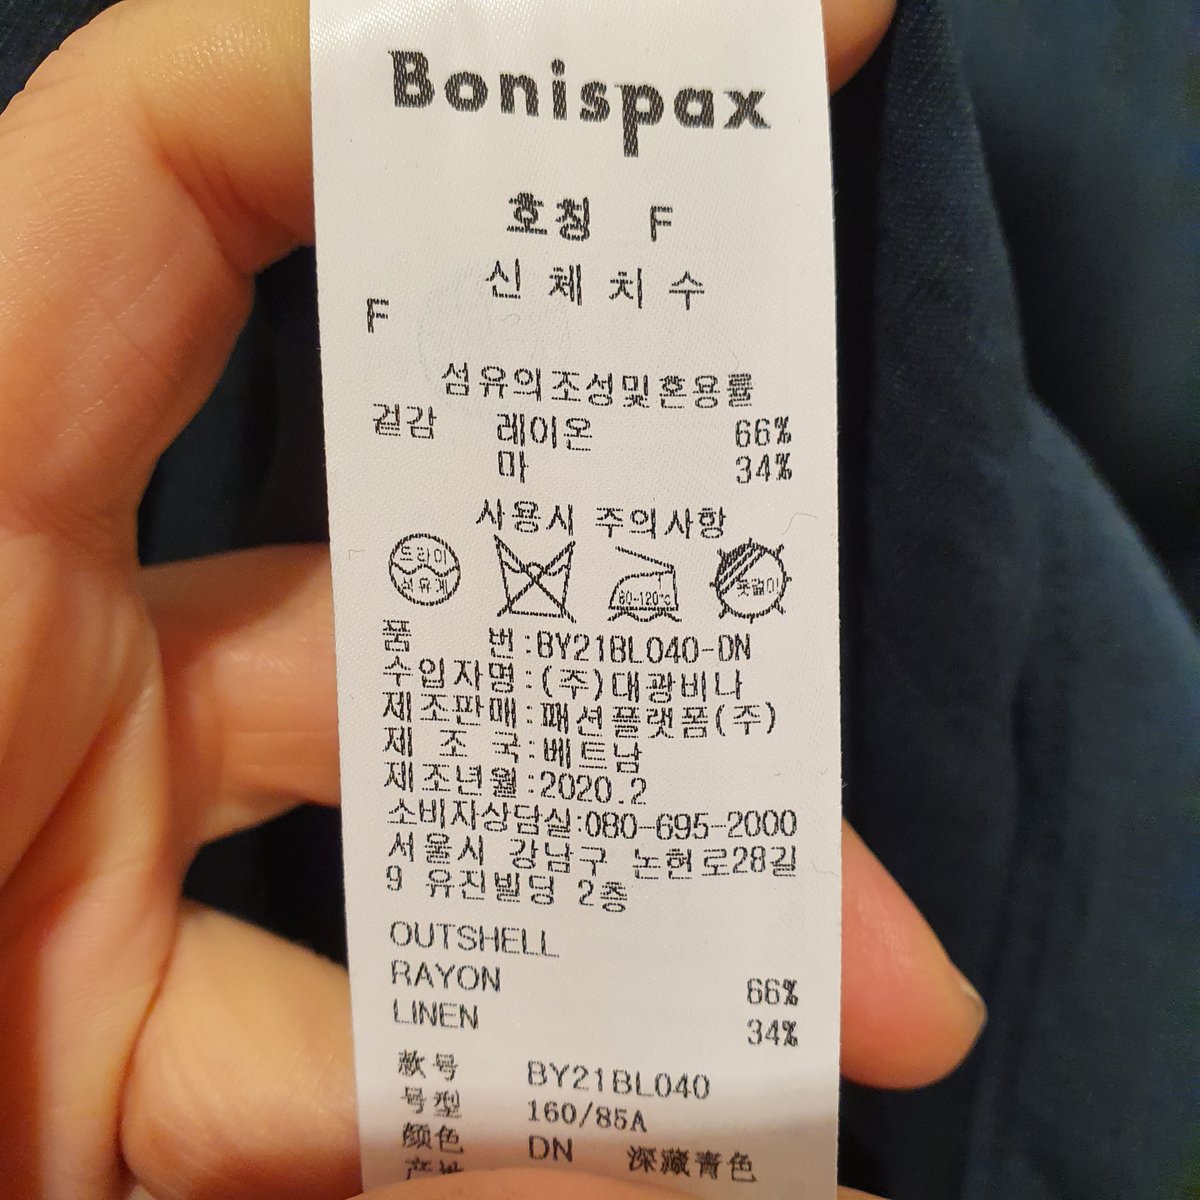 Bonispax
호칭 F
신 체 치 수
F
섬유의조성및혼용률
겉감 레이온 66%
마 34%
사용시 주의사항
드라이
석유계
80~120℃
옷걸이
품 번:BY21BL040-DN
수입자명:(주)대광비나
제조판매:패션플랫폼(주)
제 조 국:베트남
제조년월:2020.2
소비자상담실:080-695-2000
서울시 강남구 논현로28길
9 유진빌딩 2층
OUTSHELL
RAYON 66%
LINEN 34%
款号 BY21BL040
号型 160/85A
颜色 DN 深藏青色